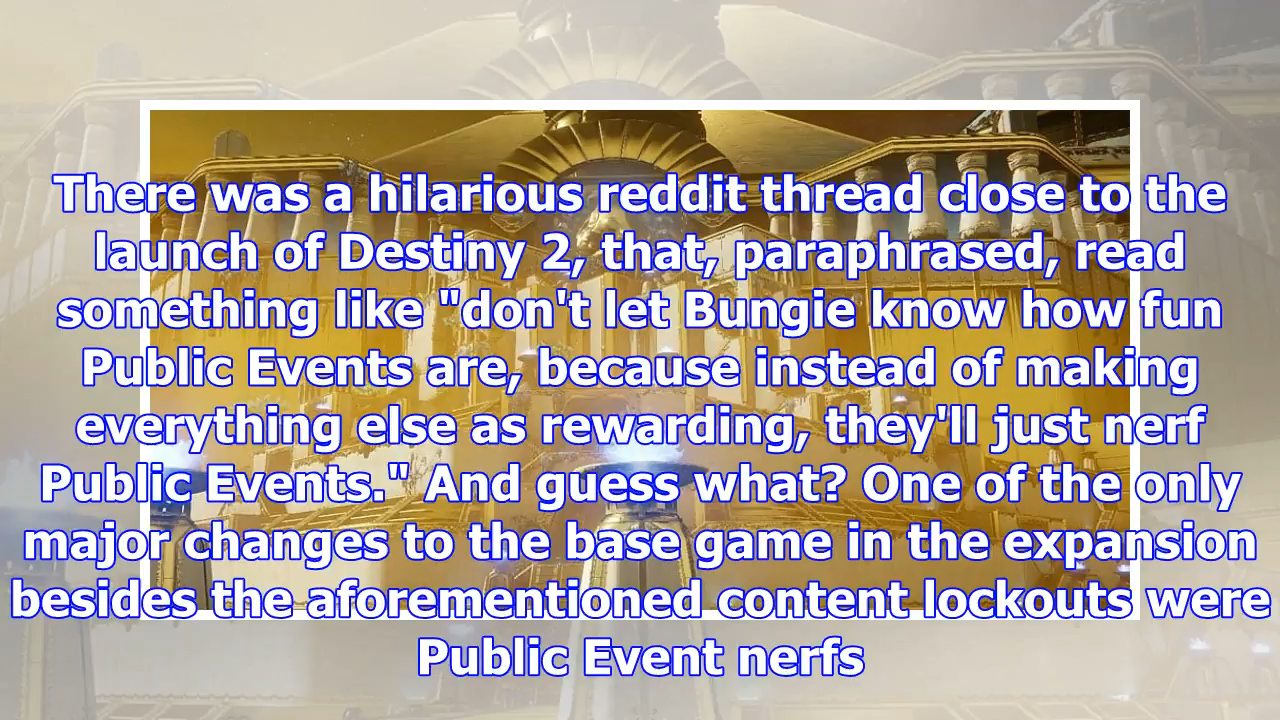 There was a hilarious reddit thread close to the
launch of Destiny 2, that, paraphrased, read
something like "don't let Bungie know how fun
Public Events are, because instead of making
everything else as rewarding, they'll just nerf
Public Events." And guess what? One of the only
major changes to the base game in the expansion
besides the aforementioned content lockouts were
Public Event nerfs